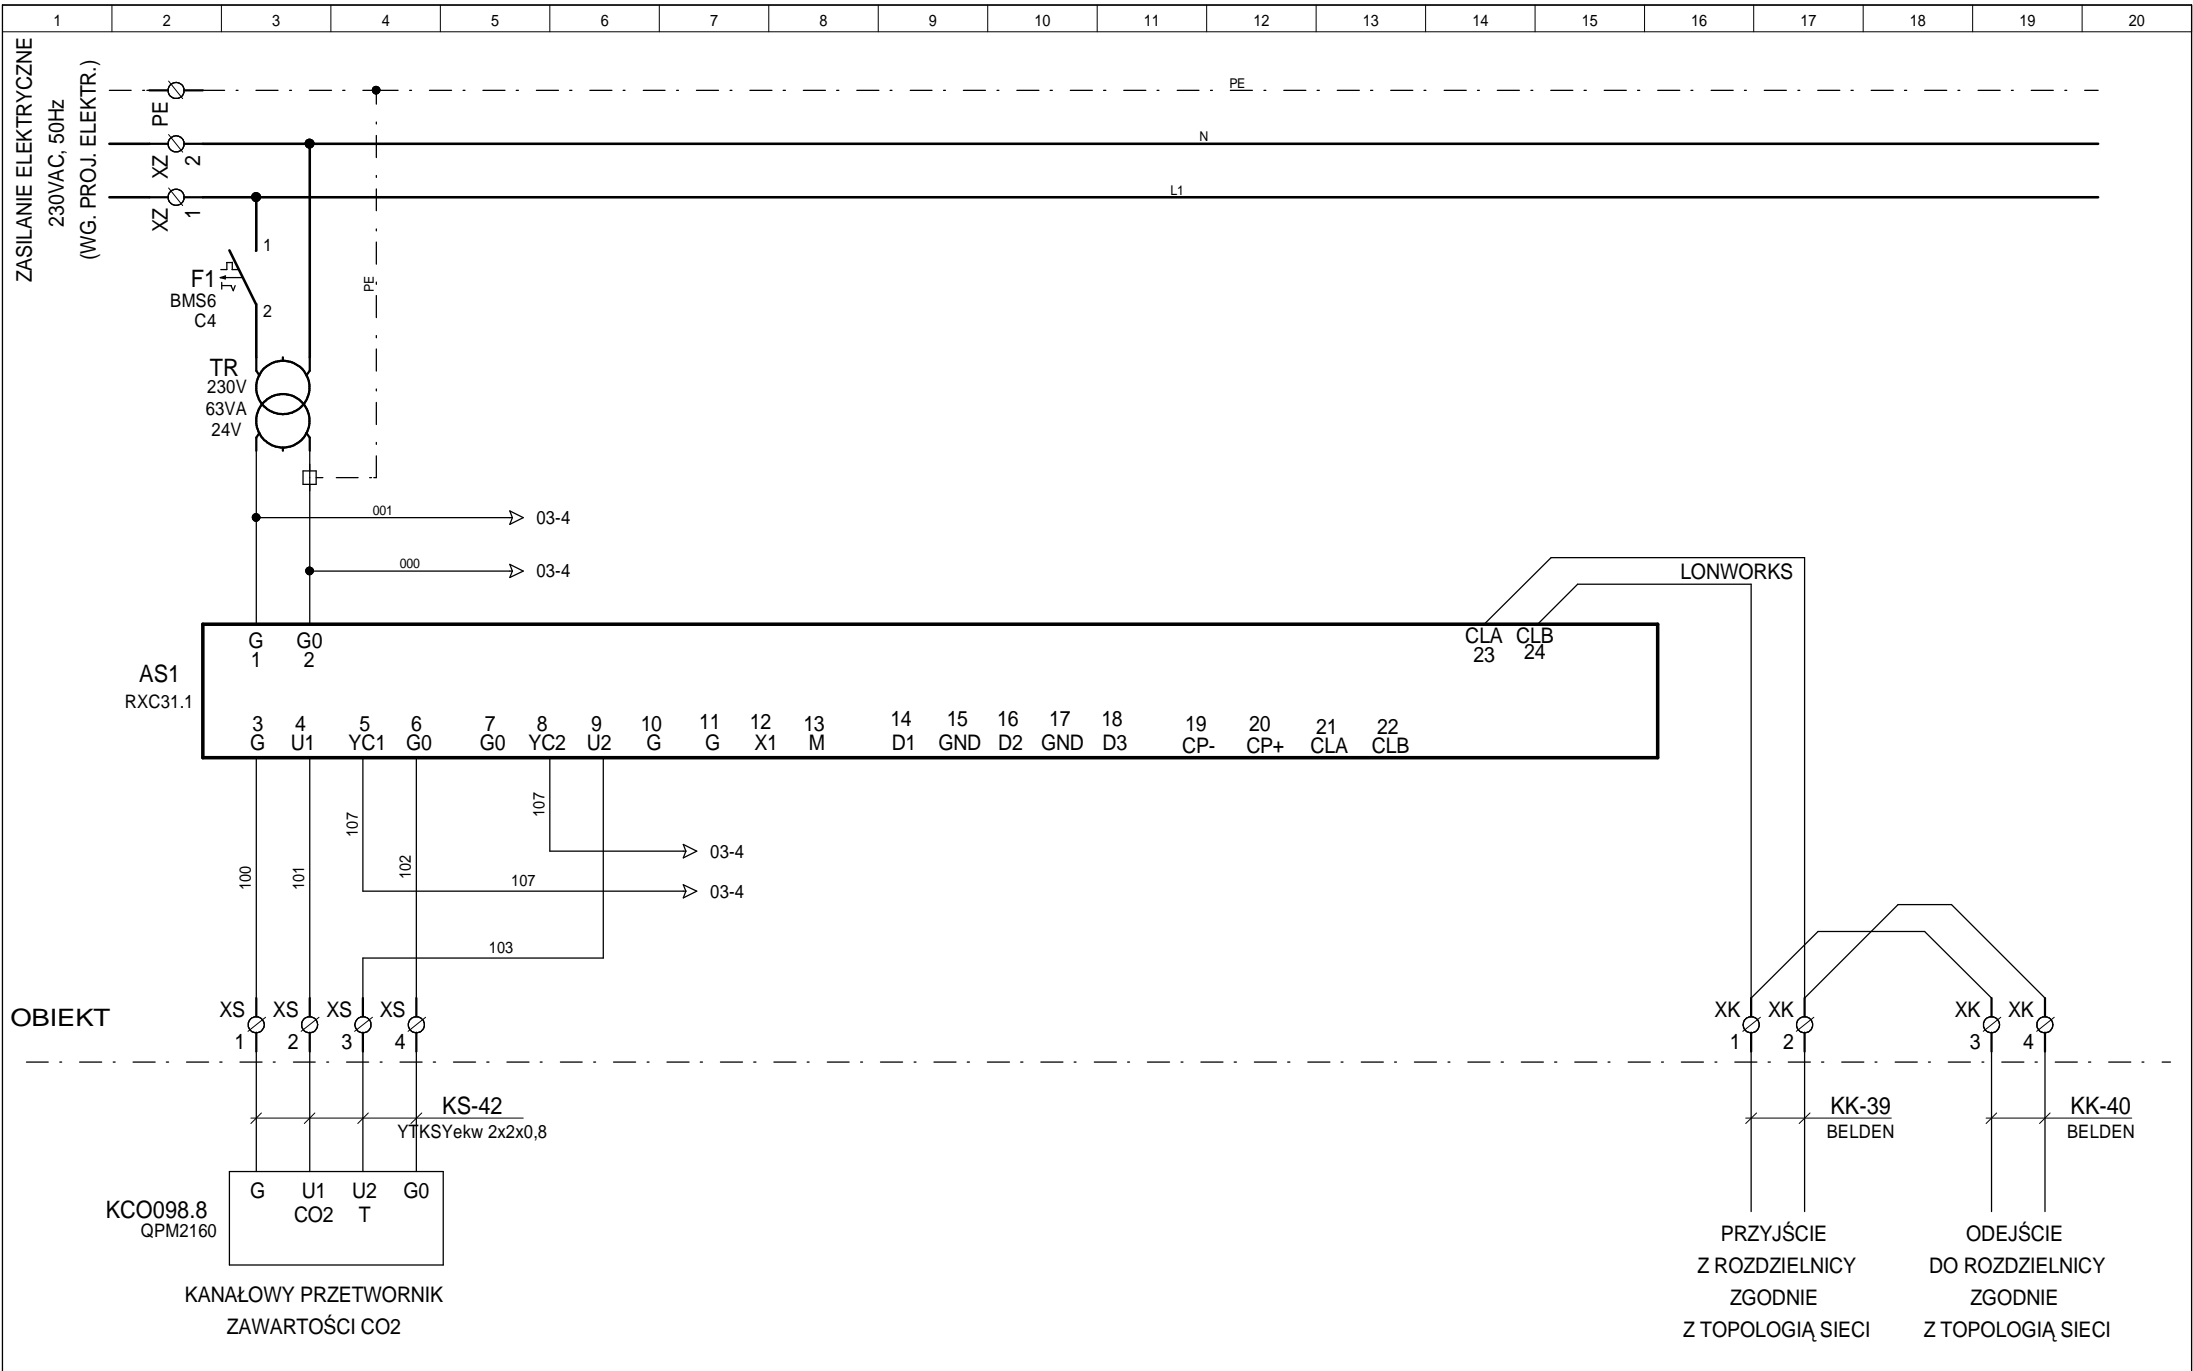 1 2 3 4 5 6 7 8 9 10 11 12 13 14 15 16 17 18 19 20
ZASILANIE ELEKTRYCZNE
230VAC, 50Hz
(WG. PROJ. ELEKTR.)
PE
XZ 2
XZ 1
PE
N
L1
1
F1
BMS6
C4
2
PE
TR
230V
63VA
24V
001 03-4
000 03-4
LONWORKS
G G0 CLA CLB
1 2 23 24
AS1
RXC31.1
3 4 5 6 7 8 9 10 11 12 13 14 15 16 17 18 19 20 21 22
G U1 YC1 G0 G0 YC2 U2 G G X1 M D1 GND D2 GND D3 CP- CP+ CLA CLB
107
107
03-4
100
101
102
107 03-4
103
OBIEKT
XS XS XS XS XK XK XK XK
1 2 3 4 1 2 3 4
KS-42
YTKSYekw 2x2x0,8
KK-39
BELDEN
KK-40
BELDEN
G U1 U2 G0
CO2 T
KCO098.8
QPM2160
KANAŁOWY PRZETWORNIK
ZAWARTOŚCI CO2
PRZYJŚCIE
Z ROZDZIELNICY
ZGODNIE
Z TOPOLOGIĄ SIECI
ODEJŚCIE
DO ROZDZIELNICY
ZGODNIE
Z TOPOLOGIĄ SIECI